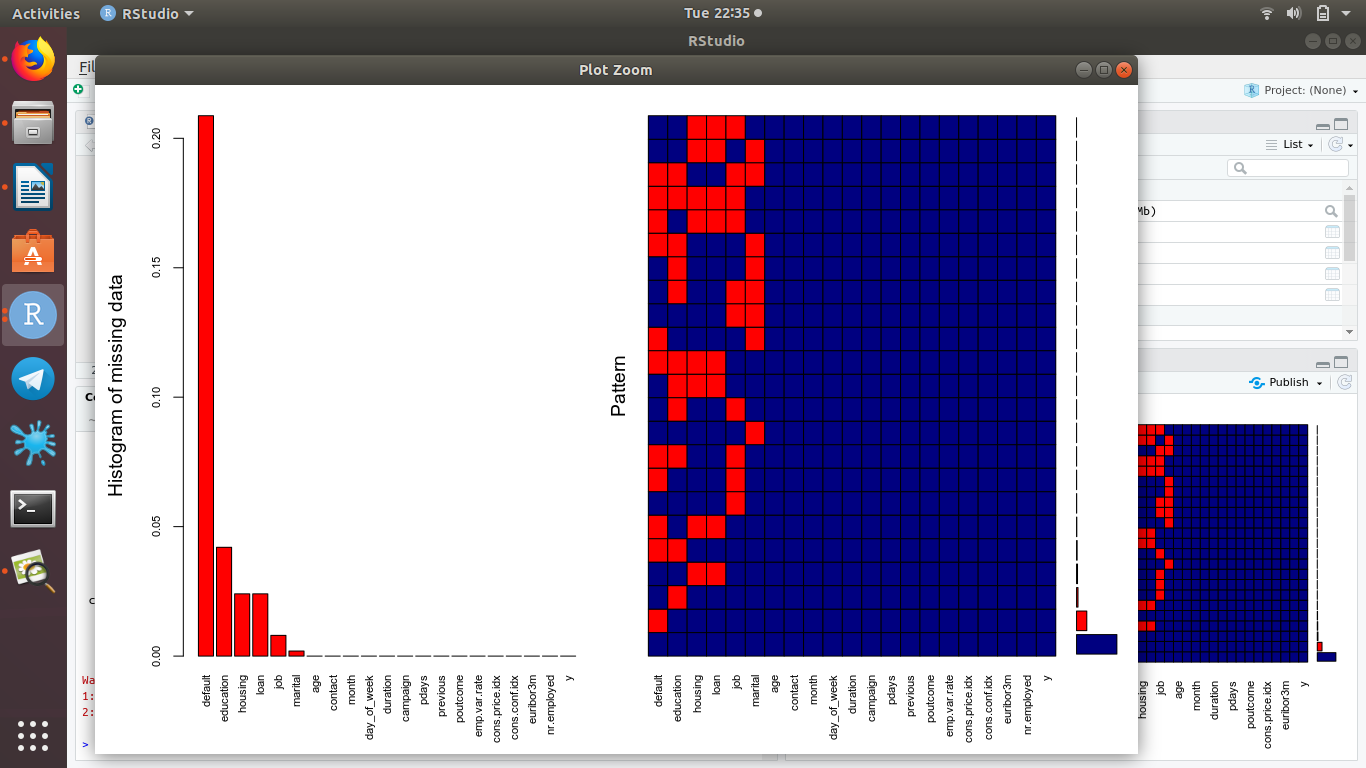 Activities
RStudio
Tue 22:35
RStudio
Fil
Plot Zoom
Project: (None)
List
Mb)
Publish
Co
Wa
1:
2:
>
Histogram of missing data
0.20
0.15
0.10
0.05
0.00
default
education
housing
loan
job
marital
age
contact
month
day_of_week
duration
campaign
pdays
previous
poutcome
emp.var.rate
cons.price.idx
cons.conf.idx
euribor3m
nr.employed
y
Pattern
default
education
housing
loan
job
marital
age
contact
month
day_of_week
duration
campaign
pdays
previous
poutcome
emp.var.rate
cons.price.idx
cons.conf.idx
euribor3m
nr.employed
y
housing
job
age
month
duration
pdays
poutcome
cons.price.idx
euribor3m
y